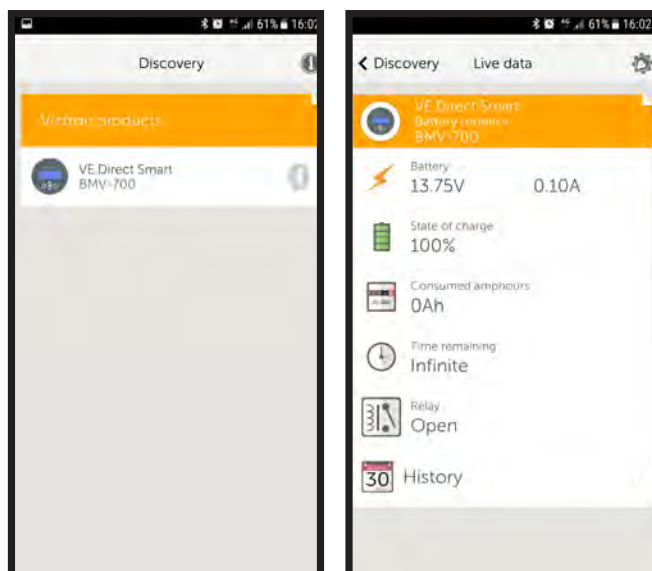 61% 16:02
Discovery
Victron products
VE.Direct Smart
BMV-700
61% 16:02
Discovery
Live data
VE.Direct Smart
Battery
BMV-700
Battery
13.75V 0.10A
State of charge
100%
Consumed amphours
0Ah
Time remaining
Infinite
Relay
Open
30 History